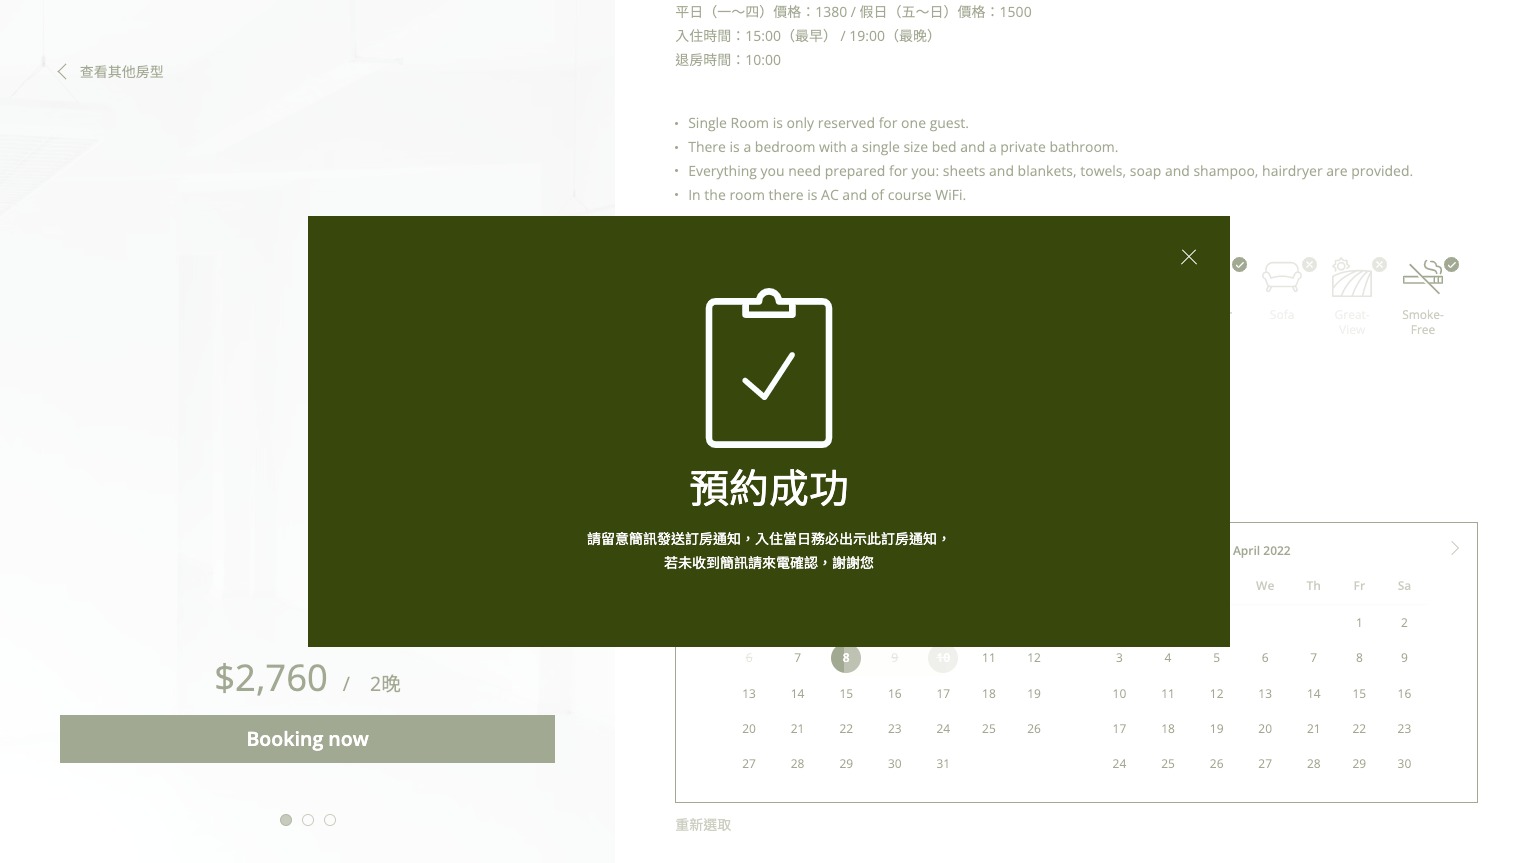 平日（一～四）價格：1380 / 假日（五～日）價格：1500
入住時間：15:00（最早） / 19:00（最晚）
退房時間：10:00
查看其他房型
• Single Room is only reserved for one guest.
• There is a bedroom with a single size bed and a private bathroom.
• Everything you need prepared for you: sheets and blankets, towels, soap and shampoo, hairdryer are provided.
• In the room there is AC and of course WiFi.
Sofa
Great-
View
Smoke-
Free
預約成功
請留意簡訊發送訂房通知，入住當日務必出示此訂房通知，
若未收到簡訊請來電確認，謝謝您
April 2022
We Th Fr Sa
1 2
6 7 8 9 10 11 12 3 4 5 6 7 8 9
13 14 15 16 17 18 19 10 11 12 13 14 15 16
20 21 22 23 24 25 26 17 18 19 20 21 22 23
27 28 29 30 31 24 25 26 27 28 29 30
重新選取
$2,760 / 2晚
Booking now